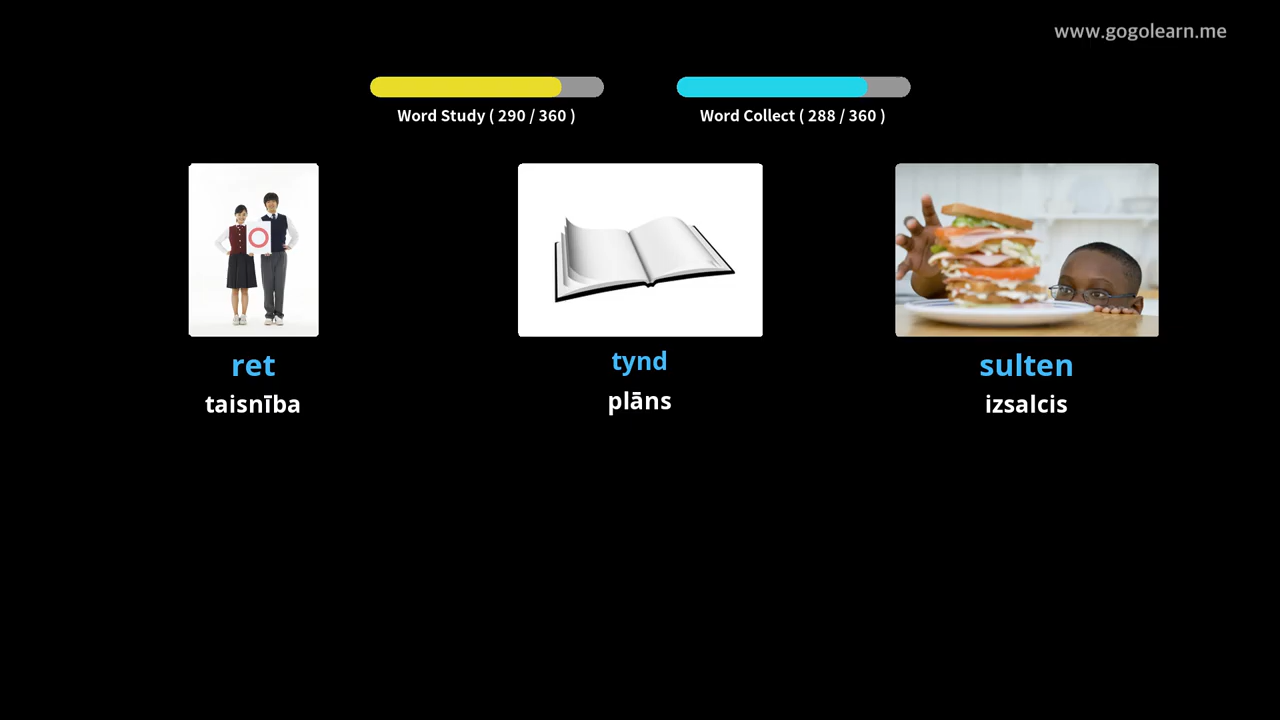 www.gogolearn.me
Word Study ( 290 / 360 )
Word Collect ( 288 / 360 )
ret
taisnība
tynd
plāns
sulten
izsalcis